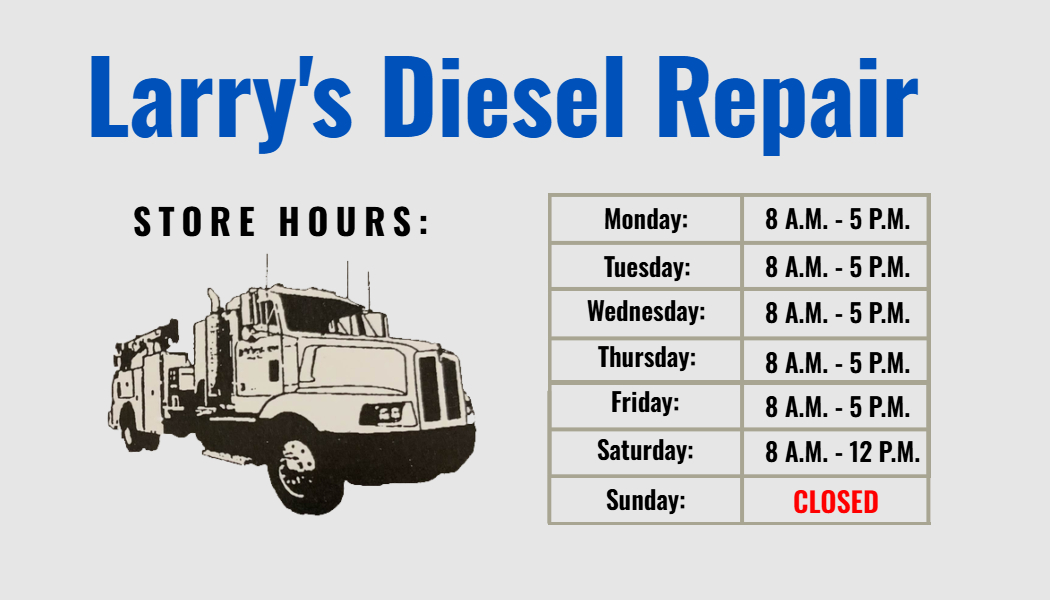 Larry's Diesel Repair
STORE HOURS:
Monday: 8 A.M. - 5 P.M.
Tuesday: 8 A.M. - 5 P.M.
Wednesday: 8 A.M. - 5 P.M.
Thursday: 8 A.M. - 5 P.M.
Friday: 8 A.M. - 5 P.M.
Saturday: 8 A.M. - 12 P.M.
Sunday: CLOSED